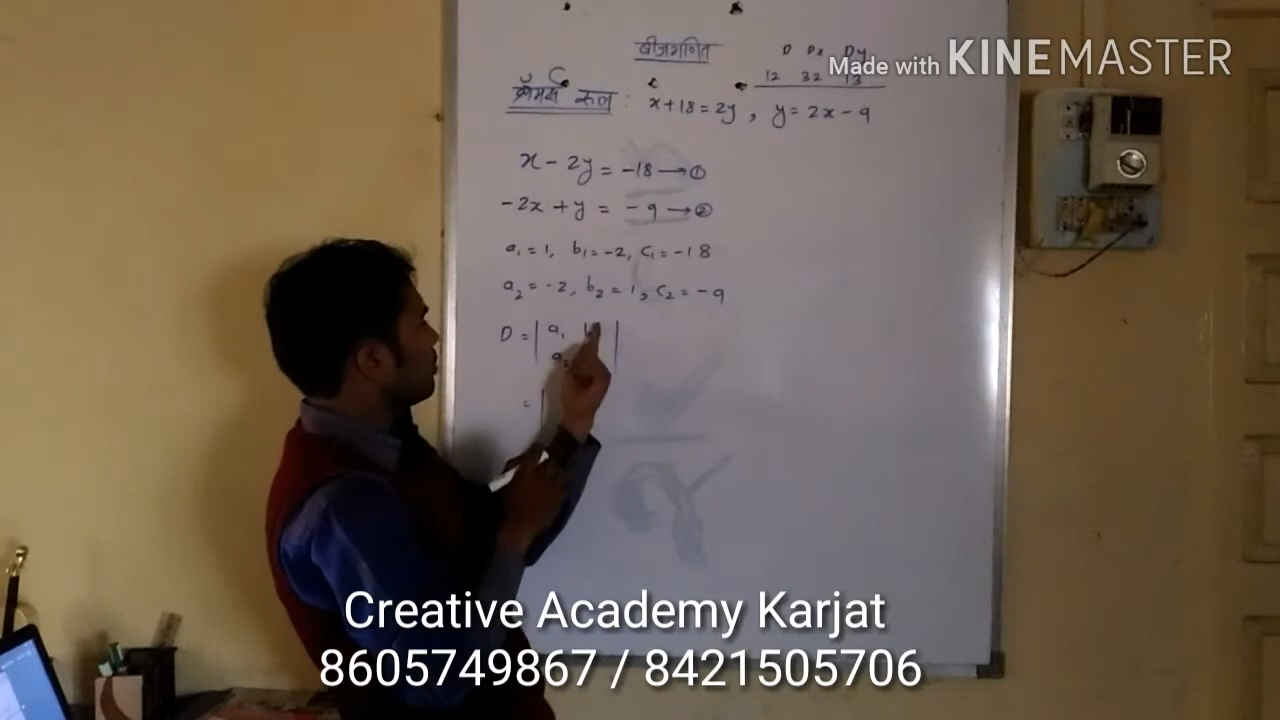 Made with KINEMASTER
बीजगणित
D Dx Dy
12 32 13
क्रॅमर्स रूल : x+18=2y, y=2x-9
x-2y=-18→①
-2x+y=-9→②
a₁=1, b₁=-2, c₁=-18
a₂=-2, b₂=1, c₂=-9
D=| a₁ |
a₂
= |
Creative Academy Karjat
8605749867 / 8421505706